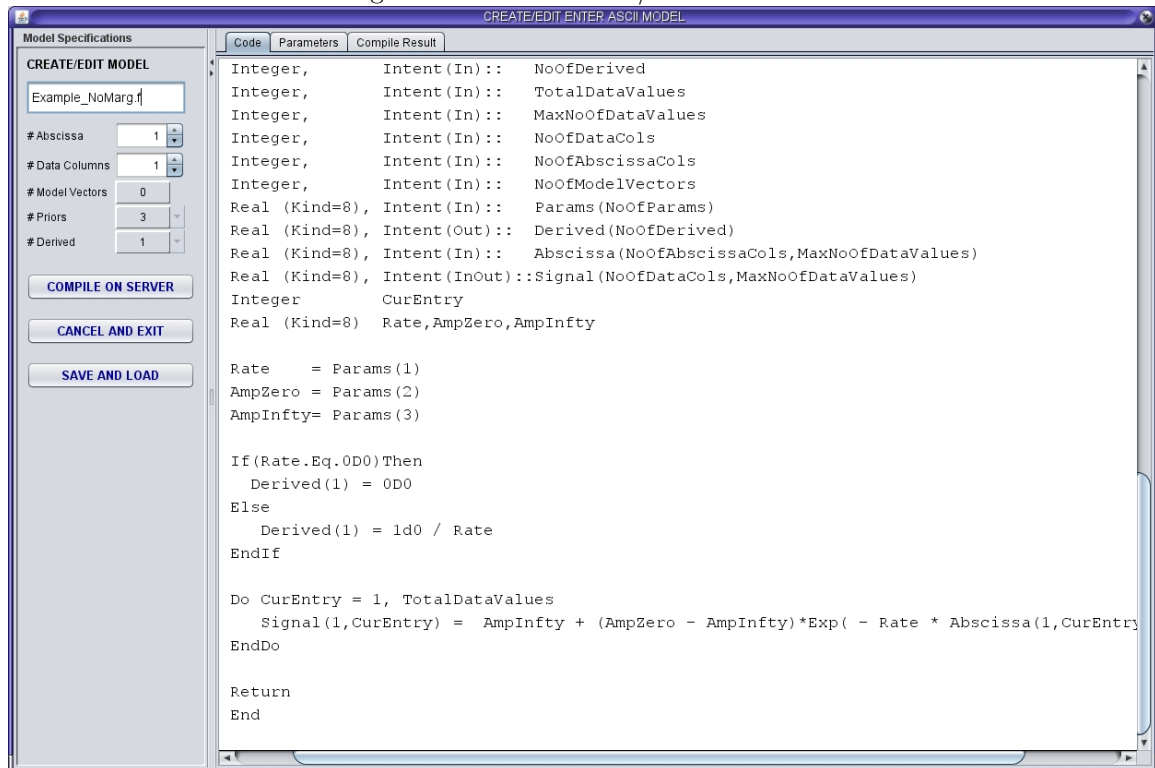 CREATE/EDIT ENTER ASCII MODEL
Model Specifications
CREATE/EDIT MODEL
Example_NoMarg.f
# Abscissa 1
# Data Columns 1
# Model Vectors 0
# Priors 3
# Derived 1
COMPILE ON SERVER
CANCEL AND EXIT
SAVE AND LOAD
Code Parameters Compile Result
Integer, Intent(In):: NoOfDerived
Integer, Intent(In):: TotalDataValues
Integer, Intent(In):: MaxNoOfDataValues
Integer, Intent(In):: NoOfDataCols
Integer, Intent(In):: NoOfAbscissaCols
Integer, Intent(In):: NoOfModelVectors
Real (Kind=8), Intent(In):: Params(NoOfParams)
Real (Kind=8), Intent(Out):: Derived(NoOfDerived)
Real (Kind=8), Intent(In):: Abscissa(NoOfAbscissaCols,MaxNoOfDataValues)
Real (Kind=8), Intent(InOut)::Signal(NoOfDataCols,MaxNoOfDataValues)
Integer CurEntry
Real (Kind=8) Rate,AmpZero,AmpInfty
Rate = Params(1)
AmpZero = Params(2)
AmpInfty= Params(3)
If(Rate.Eq.0D0)Then
Derived(1) = 0D0
Else
Derived(1) = 1d0 / Rate
EndIf
Do CurEntry = 1, TotalDataValues
Signal(1,CurEntry) = AmpInfty + (AmpZero - AmpInfty)*Exp( - Rate * Abscissa(1,CurEntry
EndDo
Return
End